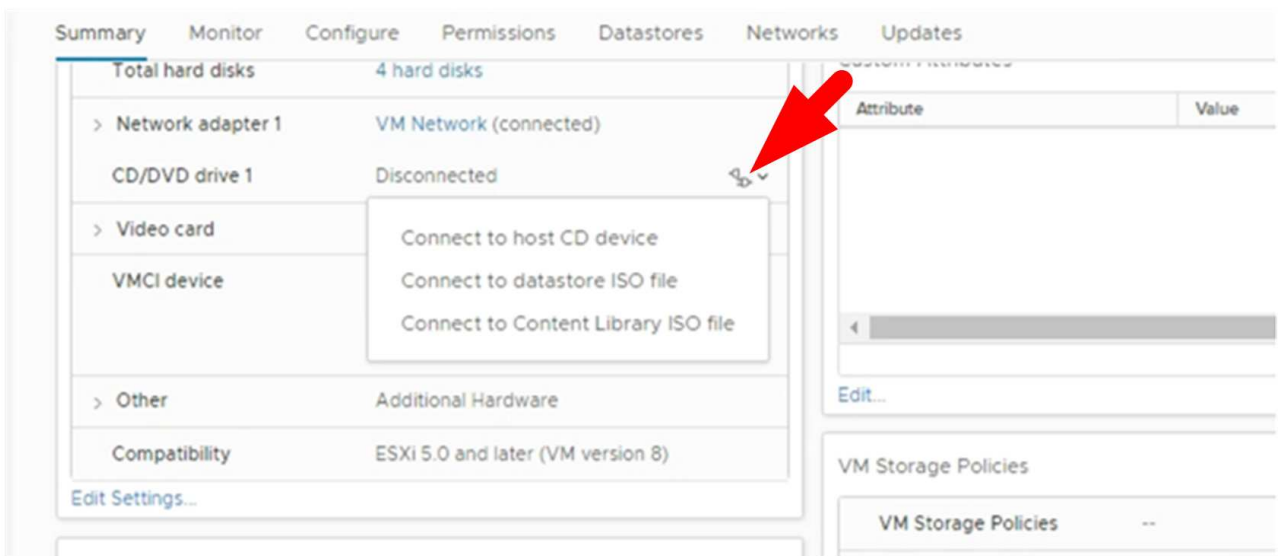 Summary Monitor Configure Permissions Datastores Networks Updates
Total hard disks 4 hard disks
Network adapter 1 VM Network (connected)
CD/DVD drive 1 Disconnected
Connect to host CD device
Connect to datastore ISO file
Connect to Content Library ISO file
Video card
VMCI device
Other Additional Hardware
Compatibility ESXi 5.0 and later (VM version 8)
Edit Settings...
Custom Attributes
Attribute Value
Edit...
VM Storage Policies
VM Storage Policies --